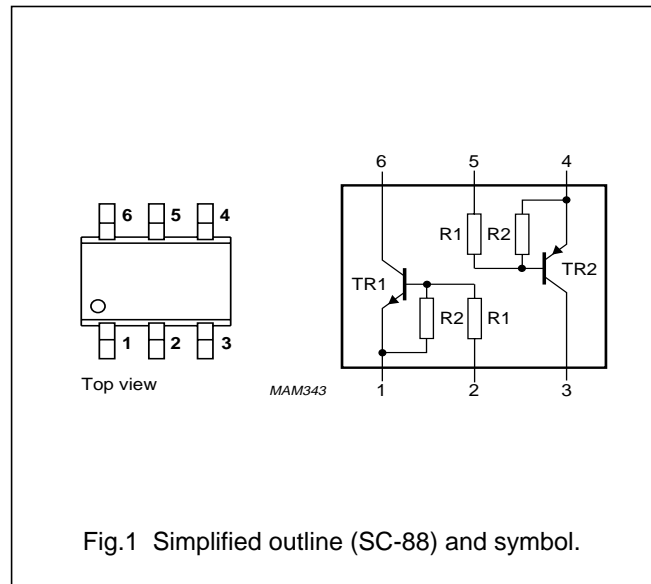 6 5 4
R1 R2
TR2
TR1
R2 R1
1 2 3
6 5 4
1 2 3
Top view
MAM343
Fig.1 Simplified outline (SC-88) and symbol.